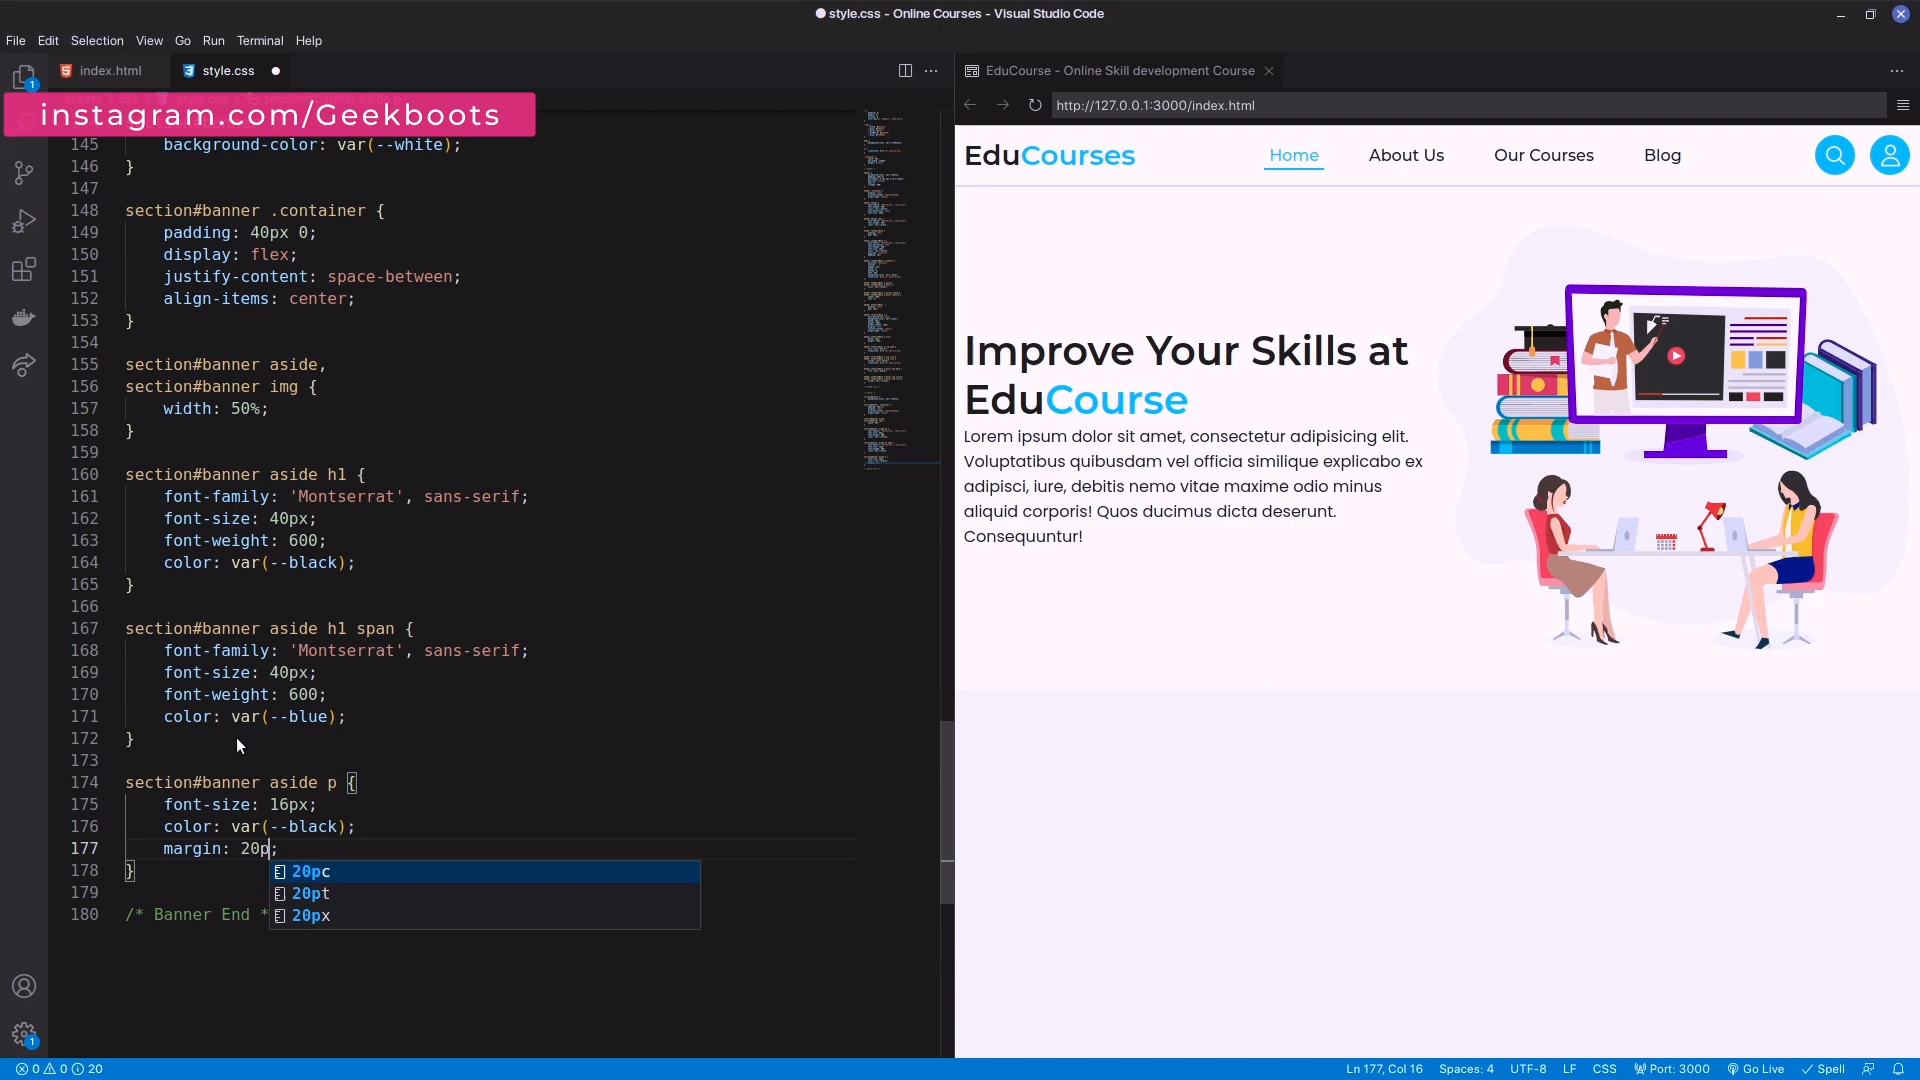 style.css - Online Courses - Visual Studio Code
File Edit Selection View Go Run Terminal Help
index.html
style.css
instagram.com/Geekboots
145 background-color: var(--white);
146 }
147
148 section#banner .container {
149 padding: 40px 0;
150 display: flex;
151 justify-content: space-between;
152 align-items: center;
153 }
154
155 section#banner aside,
156 section#banner img {
157 width: 50%;
158 }
159
160 section#banner aside h1 {
161 font-family: 'Montserrat', sans-serif;
162 font-size: 40px;
163 font-weight: 600;
164 color: var(--black);
165 }
166
167 section#banner aside h1 span {
168 font-family: 'Montserrat', sans-serif;
169 font-size: 40px;
170 font-weight: 600;
171 color: var(--blue);
172 }
173
174 section#banner aside p {
175 font-size: 16px;
176 color: var(--black);
177 margin: 20p;
178 }
179
180 /* Banner End *
20pc
20pt
20px
EduCourse - Online Skill development Course
http://127.0.0.1:3000/index.html
EduCourses Home About Us Our Courses Blog
Improve Your Skills at
EduCourse
Lorem ipsum dolor sit amet, consectetur adipisicing elit.
Voluptatibus quibusdam vel officia similique explicabo ex
adipisci, iure, debitis nemo vitae maxime odio minus
aliquid corporis! Quos ducimus dicta deserunt.
Consequuntur!
1
1
0 0 20
Ln 177, Col 16 Spaces: 4 UTF-8 LF CSS Port: 3000 Go Live Spell